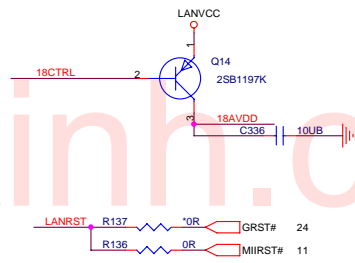 LANVCC
1
Q14
18CTRL
2
2SB1197K
3
18AVDD
C336
10UB
LANRST
R137
*0R
GRST#
24
R136
0R
MIIRST#
11
inh.c